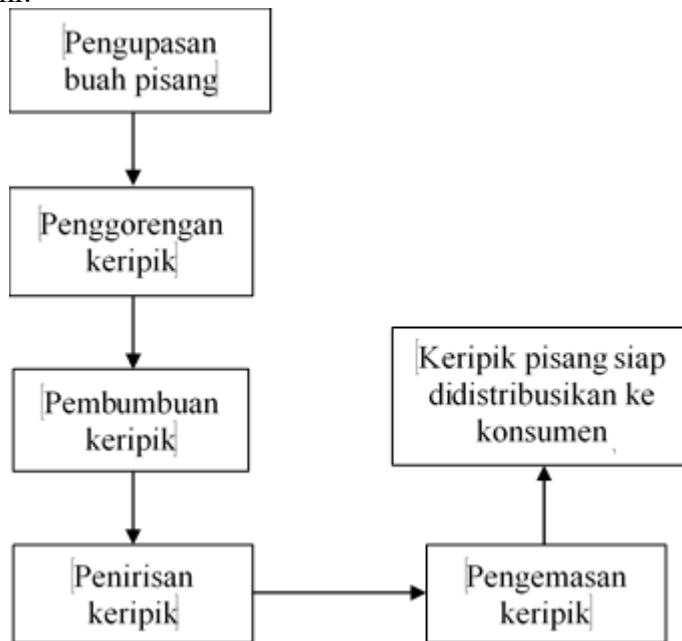 Pengupasan
buah pisang
Penggorengan
keripik
Pembumbuan
keripik
Penirisan
keripik
Pengemasan
keripik
Keripik pisang siap
didistribusikan ke
konsumen